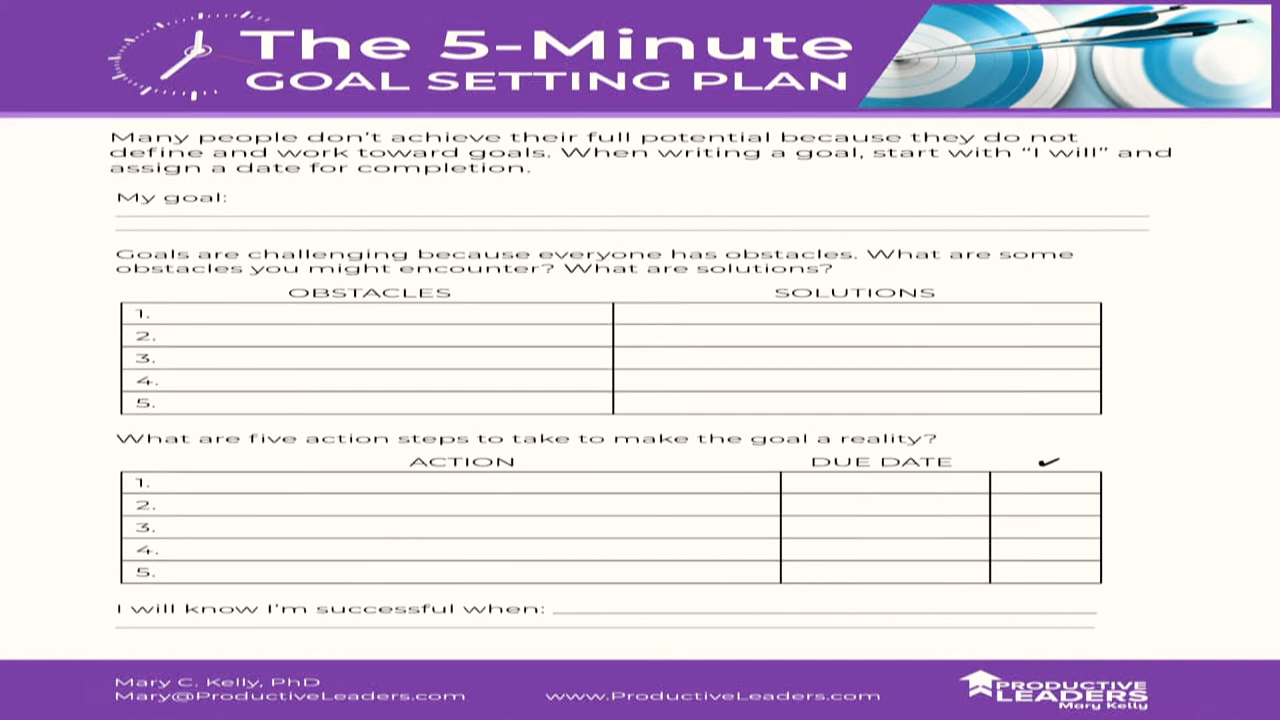 The 5-Minute
GOAL SETTING PLAN
Many people don't achieve their full potential because they do not
define and work toward goals. When writing a goal, start with "I will" and
assign a date for completion.
My goal:
Goals are challenging because everyone has obstacles. What are some
obstacles you might encounter? What are solutions?
OBSTACLES SOLUTIONS
1.
2.
3.
4.
5.
What are five action steps to take to make the goal a reality?
ACTION DUE DATE ✓
1.
2.
3.
4.
5.
I will know I'm successful when:
Mary C. Kelly, PhD
Mary@ProductiveLeaders.com www.ProductiveLeaders.com
PRODUCTIVE
LEADERS
Mary Kelly